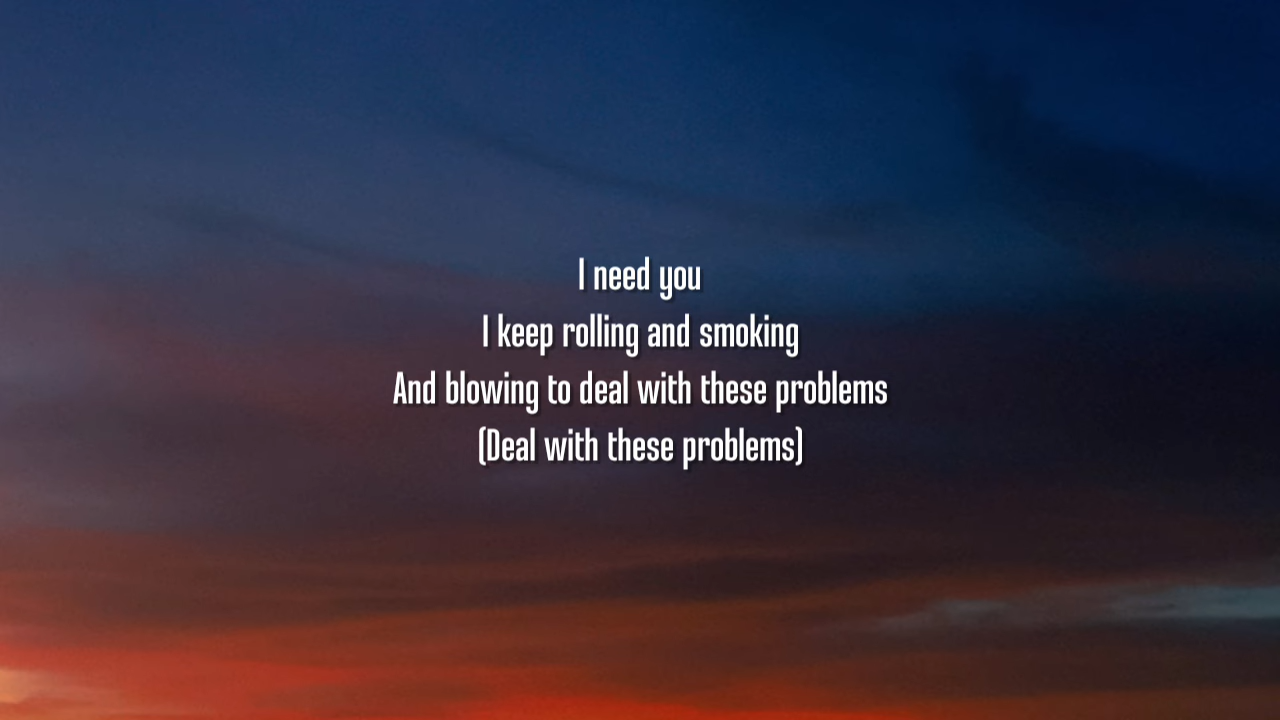 I need you
I keep rolling and smoking
And blowing to deal with these problems
(Deal with these problems)